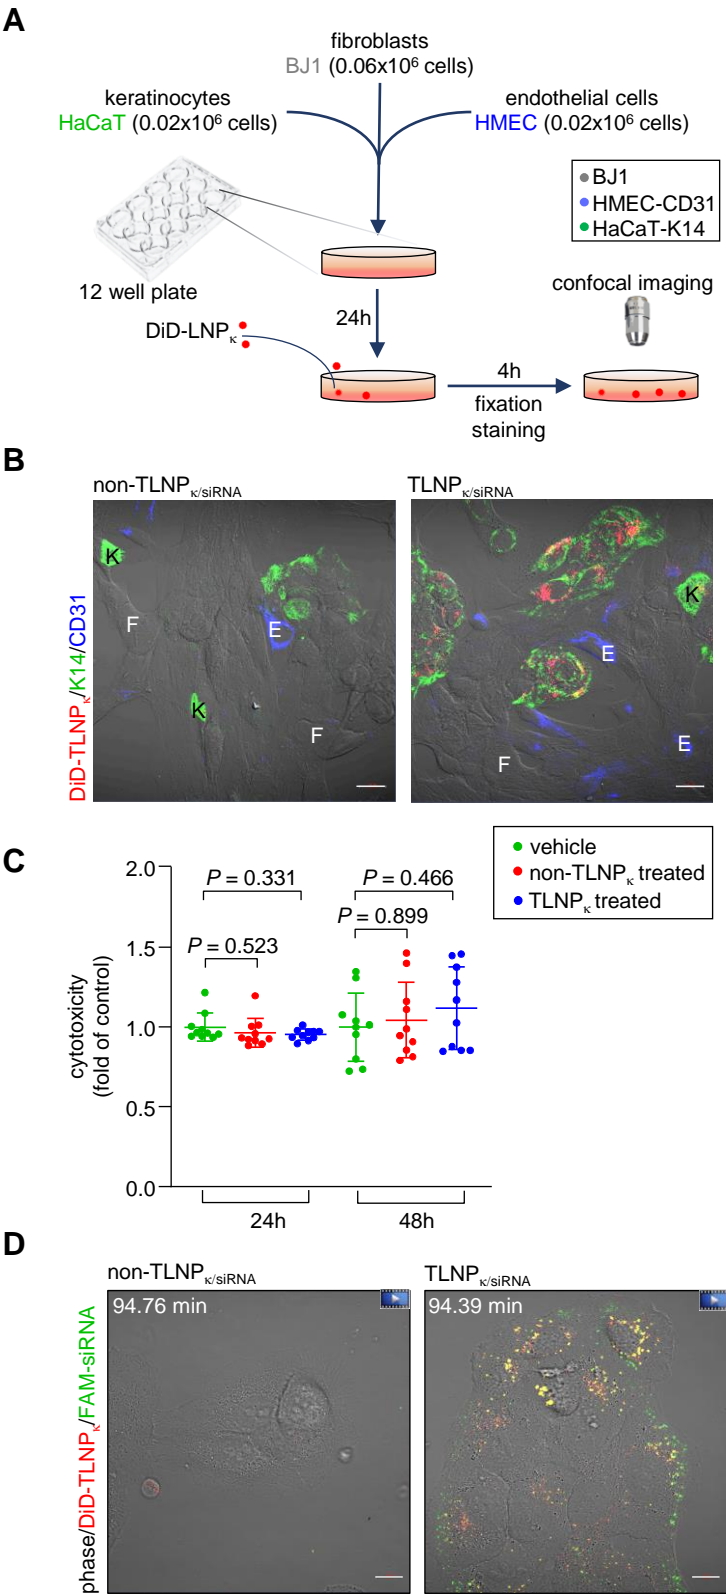 A
fibroblasts
BJ1 (0.06x10⁶ cells)
keratinocytes
HaCaT (0.02x10⁶ cells)
endothelial cells
HMEC (0.02x10⁶ cells)
BJ1
HMEC-CD31
HaCaT-K14
12 well plate
confocal imaging
24h
DiD-LNPκ
4h
fixation
staining
B
non-TLNPκ/siRNA
TLNPκ/siRNA
DiD-TLNPκ/K14/CD31
K
F
E
K
F
K
E
E
F
C
vehicle
non-TLNPκ treated
TLNPκ treated
cytotoxicity
(fold of control)
2.0
1.5
1.0
0.5
0.0
P = 0.331
P = 0.523
P = 0.466
P = 0.899
24h
48h
D
non-TLNPκ/siRNA
TLNPκ/siRNA
phase/DiD-TLNPκ/FAM-siRNA
94.76 min
94.39 min